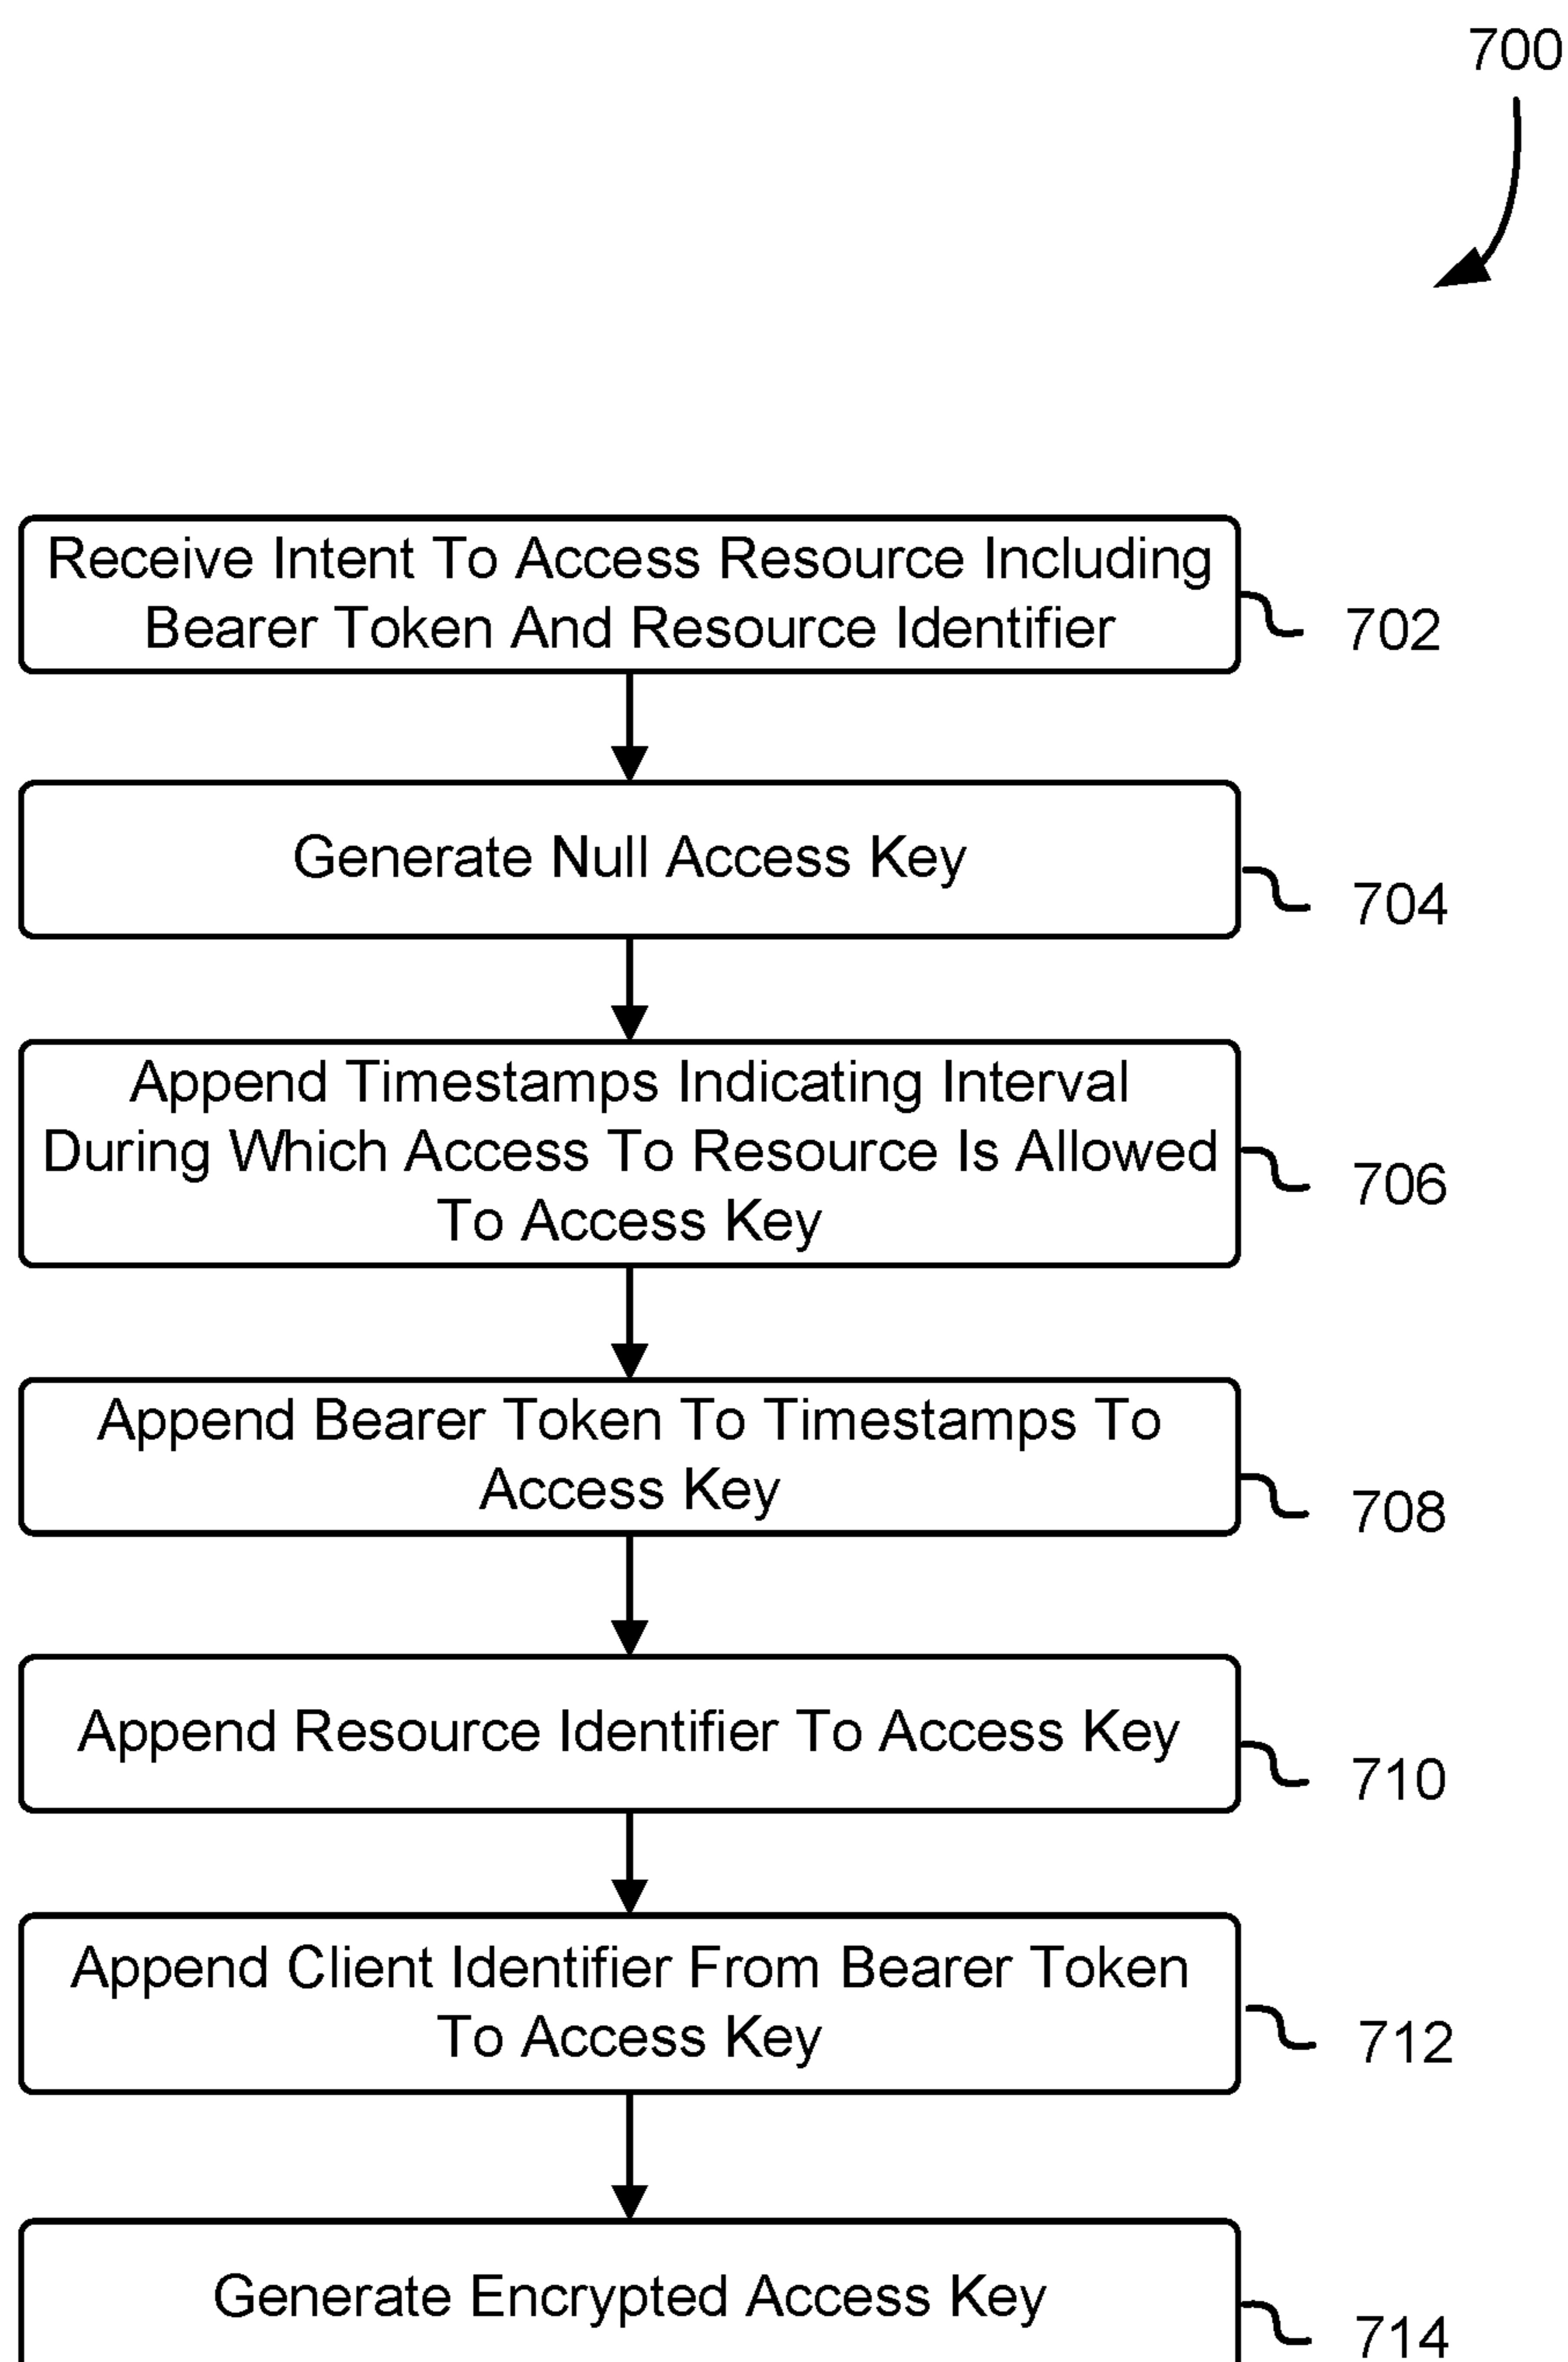 700
Receive Intent To Access Resource Including
Bearer Token And Resource Identifier
702
Generate Null Access Key
704
Append Timestamps Indicating Interval
During Which Access To Resource Is Allowed
To Access Key
706
Append Bearer Token To Timestamps To
Access Key
708
Append Resource Identifier To Access Key
710
Append Client Identifier From Bearer Token
To Access Key
712
Generate Encrypted Access Key
714